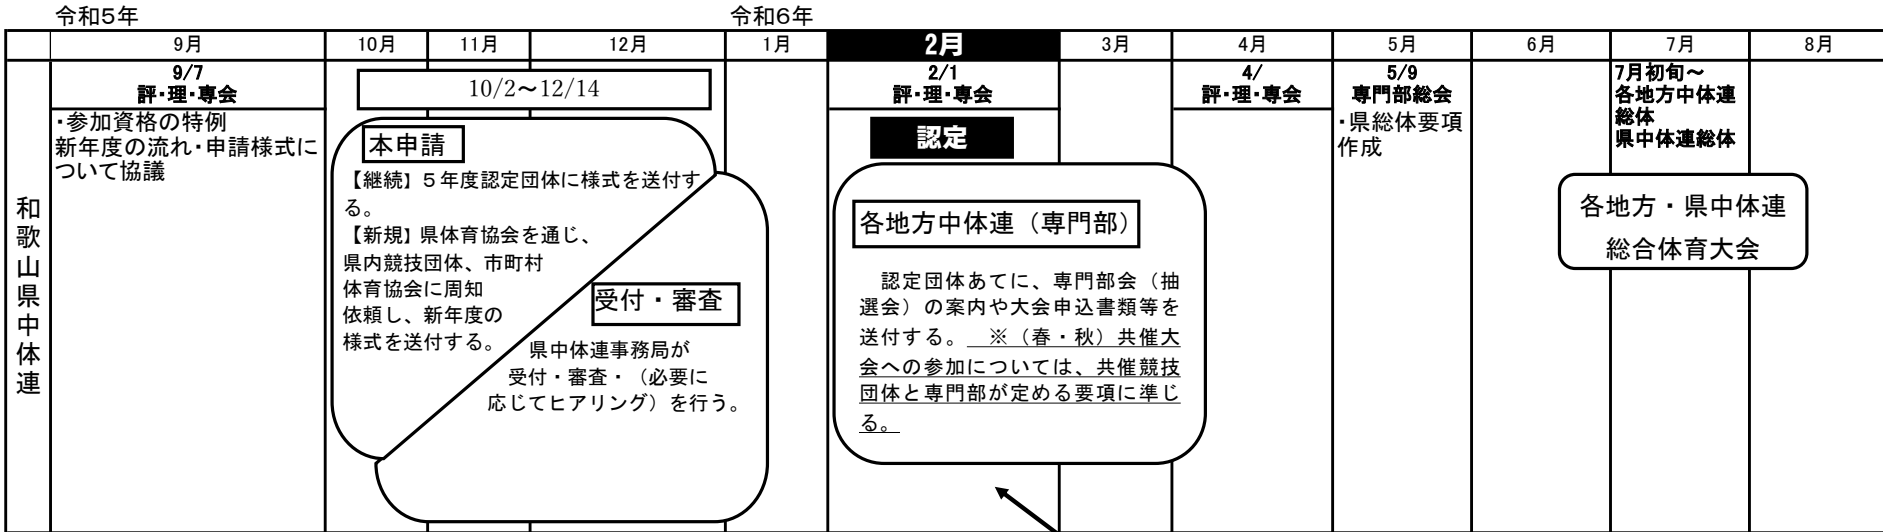 令和5年
令和6年
9月
10月
11月
12月
1月
2月
3月
4月
5月
6月
7月
8月
和歌山県中体連
9/7
評・理・専会
・参加資格の特例
新年度の流れ・申請様式に
ついて協議
10/2～12/14
本申請
【継続】５年度認定団体に様式を送付す
る。
【新規】県体育協会を通じ、
県内競技団体、市町村
体育協会に周知
依頼し、新年度の
様式を送付する。
受付・審査
県中体連事務局が
受付・審査・（必要に
応じてヒアリング）を行う。
2/1
評・理・専会
認定
各地方中体連（専門部）
認定団体あてに、専門部会（抽
選会）の案内や大会申込書類等を
送付する。　※（春・秋）共催大
会への参加については、共催競技
団体と専門部が定める要項に準じ
る。
4/
評・理・専会
5/9
専門部総会
・県総体要項
作成
7月初旬～
各地方中体連
総体
県中体連総体
各地方・県中体連
総合体育大会